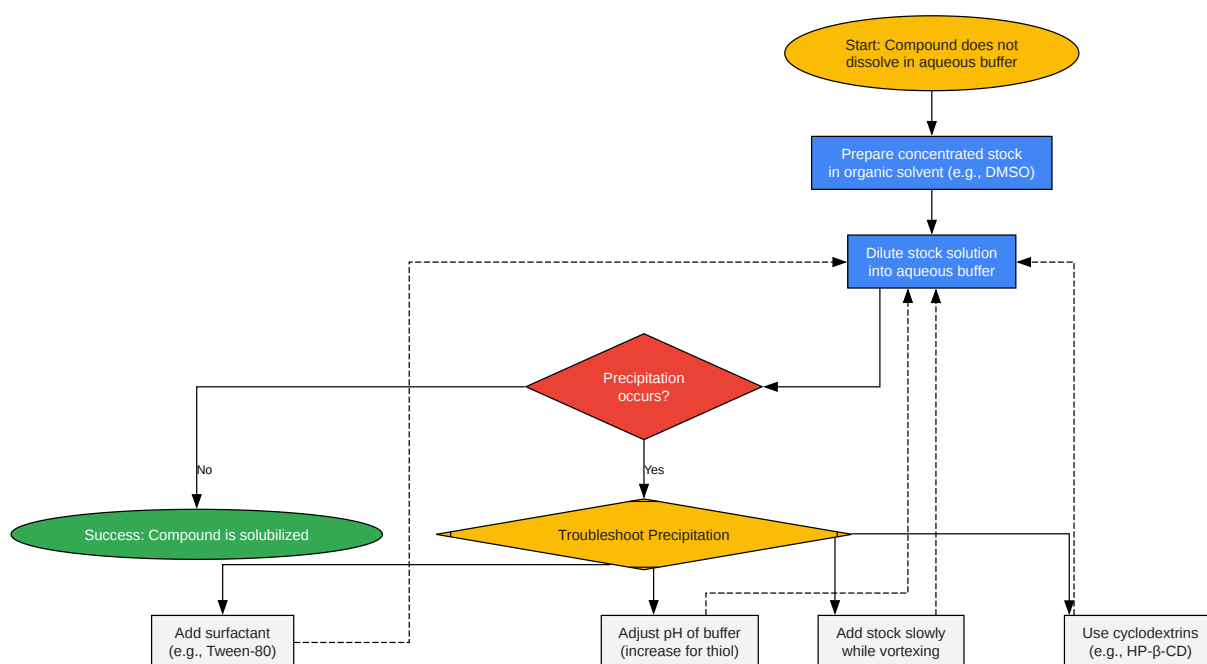 Start: Compound does not
dissolve in aqueous buffer
Prepare concentrated stock
in organic solvent (e.g., DMSO)
Dilute stock solution
into aqueous buffer
Precipitation
occurs?
No
Yes
Success: Compound is solubilized
Troubleshoot Precipitation
Add surfactant
(e.g., Tween-80)
Adjust pH of buffer
(increase for thiol)
Add stock slowly
while vortexing
Use cyclodextrins
(e.g., HP-β-CD)